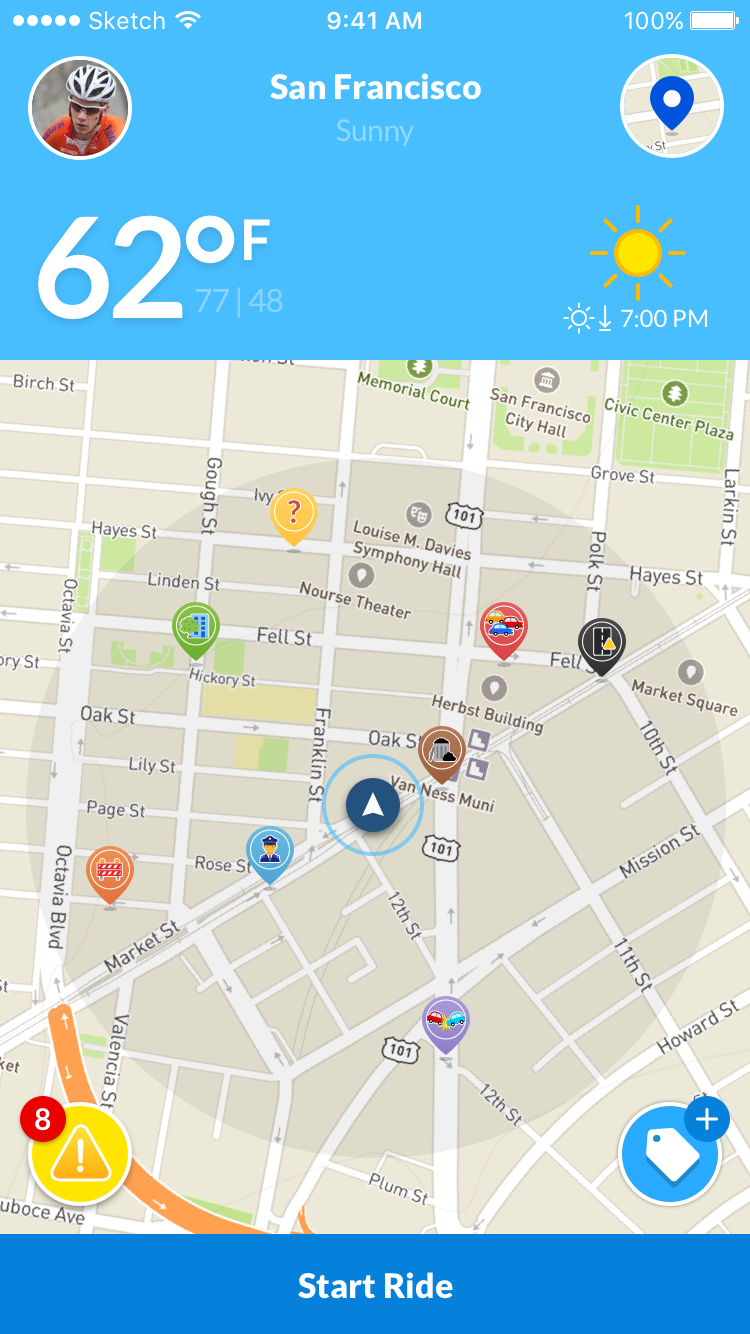 Sketch
9:41 AM
100%
San Francisco
Sunny
62°F
77|48
7:00 PM
Birch St
Memorial Court
San Francisco
City Hall
Civic Center Plaza
Grove St
Larkin St
Gough St
Ivy
?
101
Hayes St
Louise M. Davies
Symphony Hall
Polk St
Hayes St
Octavia St
Linden St
Nourse Theater
Fell St
Fell
Hickory St
Market Square
Oak St
Franklin St
Herbst Building
Oak S
10th St
Lily St
Van Ness Muni
Page St
101
Mission St
Octavia Blvd
Rose St
12th St
Market St
11th St
Valencia St
101
Howard St
12th St
8
!
+
Plum St
uboce Ave
Start Ride